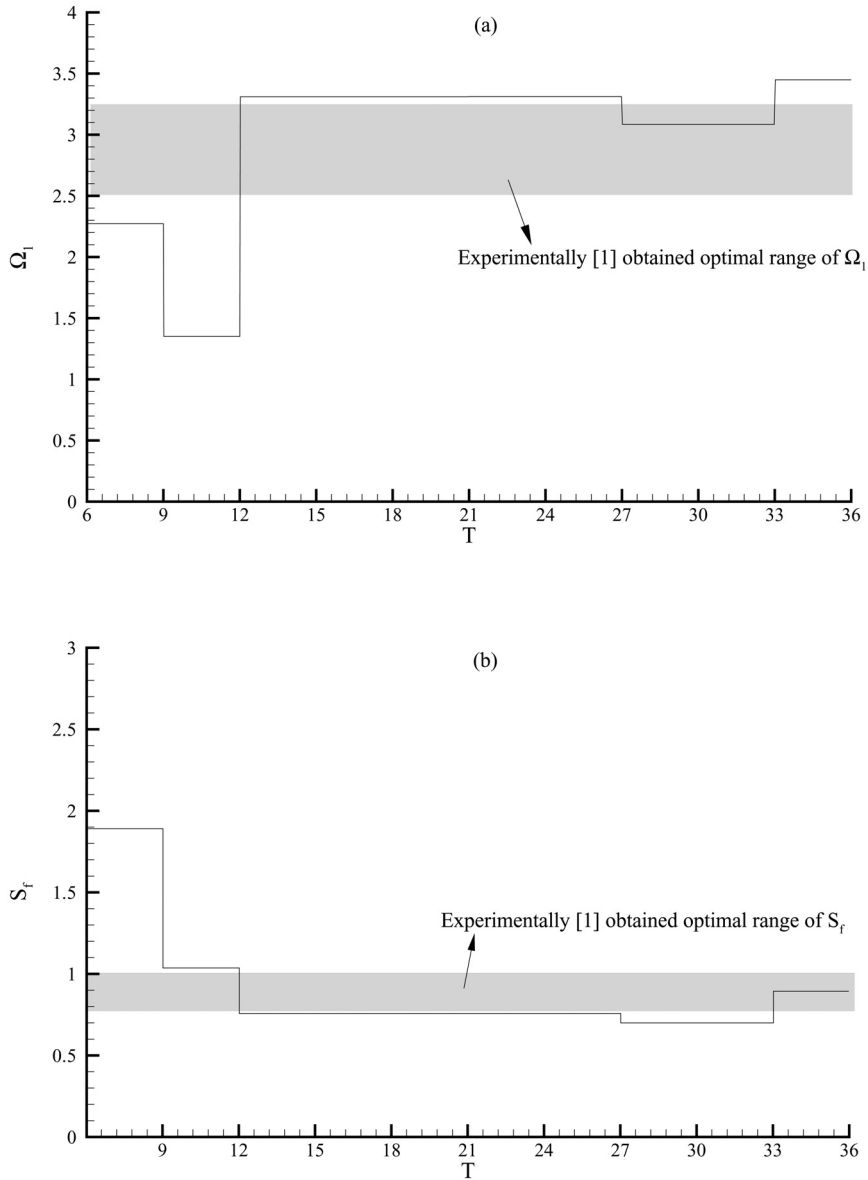 (a)
4
3.5
3
2.5
2
1.5
1
0.5
0
Ω₁
Experimentally [1] obtained optimal range of Ω₁
6 9 12 15 18 21 24 27 30 33 36
T
(b)
3
2.5
2
1.5
1
0.5
0
S_f
Experimentally [1] obtained optimal range of S_f
9 12 15 18 21 24 27 30 33 36
T